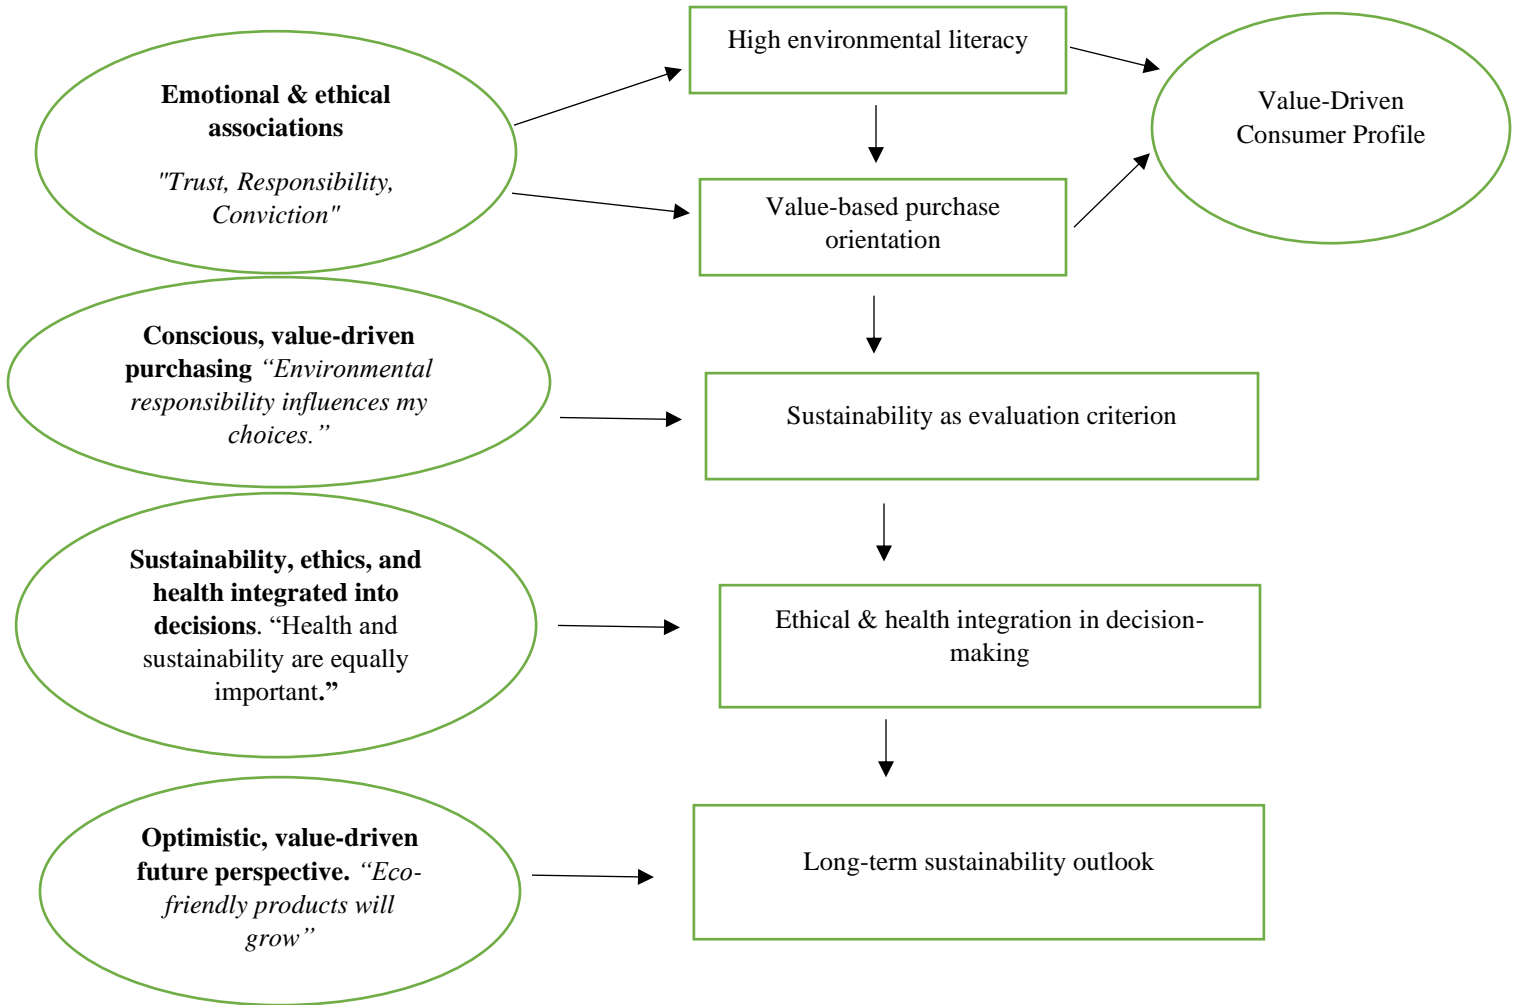 High environmental literacy
Emotional & ethical
associations
"Trust, Responsibility,
Conviction"
Value-Driven
Consumer Profile
Value-based purchase
orientation
Conscious, value-driven
purchasing “Environmental
responsibility influences my
choices.”
Sustainability as evaluation criterion
Sustainability, ethics, and
health integrated into
decisions. “Health and
sustainability are equally
important.”
Ethical & health integration in decision-
making
Optimistic, value-driven
future perspective. “Eco-
friendly products will
grow”
Long-term sustainability outlook